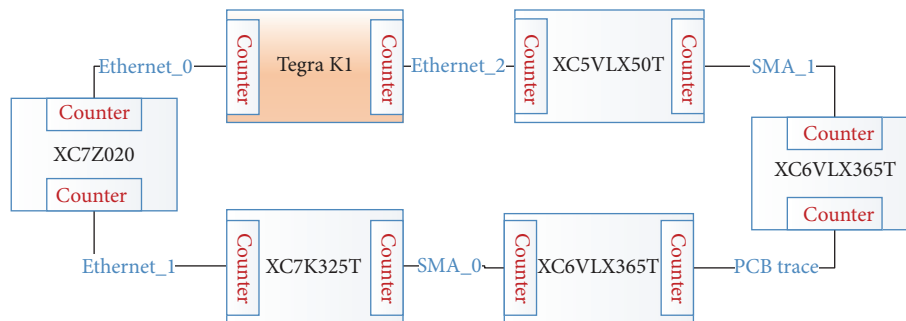 Counter
Tegra K1
Counter
Counter
XC5VLX50T
Counter
Ethernet_0
Ethernet_2
SMA_1
Counter
XC7Z020
Counter
Counter
XC6VLX365T
Counter
Ethernet_1
Counter
XC7K325T
Counter
SMA_0
Counter
XC6VLX365T
Counter
PCB trace